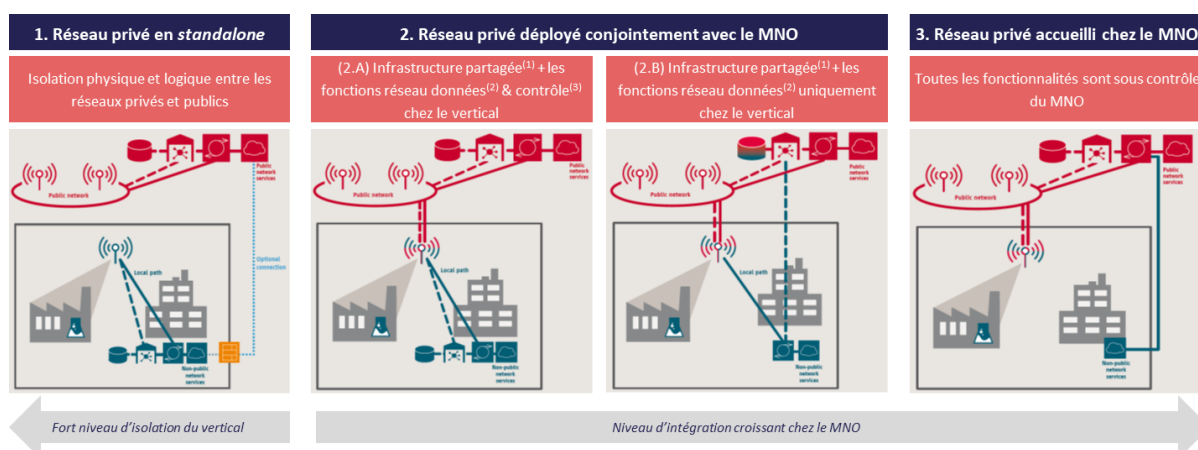 1. Réseau privé en standalone
2. Réseau privé déployé conjointement avec le MNO
3. Réseau privé accueilli chez le MNO
Isolation physique et logique entre les
réseaux privés et publics
(2.A) Infrastructure partagée(1) + les
fonctions réseau données(2) & contrôle(3)
chez le vertical
(2.B) Infrastructure partagée(1) + les
fonctions réseau données(2) uniquement
chez le vertical
Toutes les fonctionnalités sont sous contrôle
du MNO
Public
network
services
Public network
Optional
connection
Local path
Non-public
network
services
Public
network
services
Public network
Local path
Non-public
network
services
Public
network
services
Public network
Local path
Non-public
network
services
Public
network
services
Public network
Non-public
network
services
Fort niveau d'isolation du vertical
Niveau d'intégration croissant chez le MNO